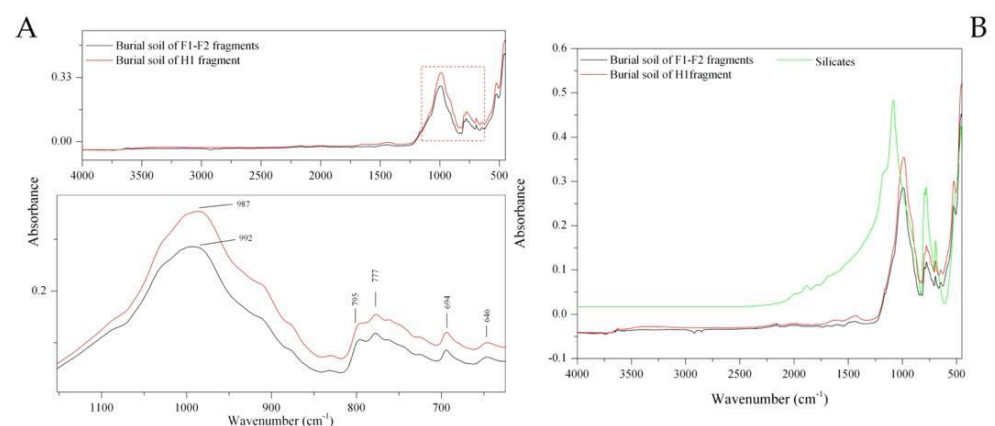 A
Burial soil of F1-F2 fragments
Burial soil of H1 fragment
0.33
0.00
4000 3500 3000 2500 2000 1500 1000 500
Absorbance
987
992
795
777
694
646
0.2
1100 1000 900 800 700
Wavenumber (cm-1)
B
Burial soil of F1-F2 fragments
Burial soil of H1fragment
Silicates
0.6
0.5
0.4
0.3
0.2
0.1
0.0
-0.1
Absorbance
4000 3500 3000 2500 2000 1500 1000 500
Wavenumber (cm-1)